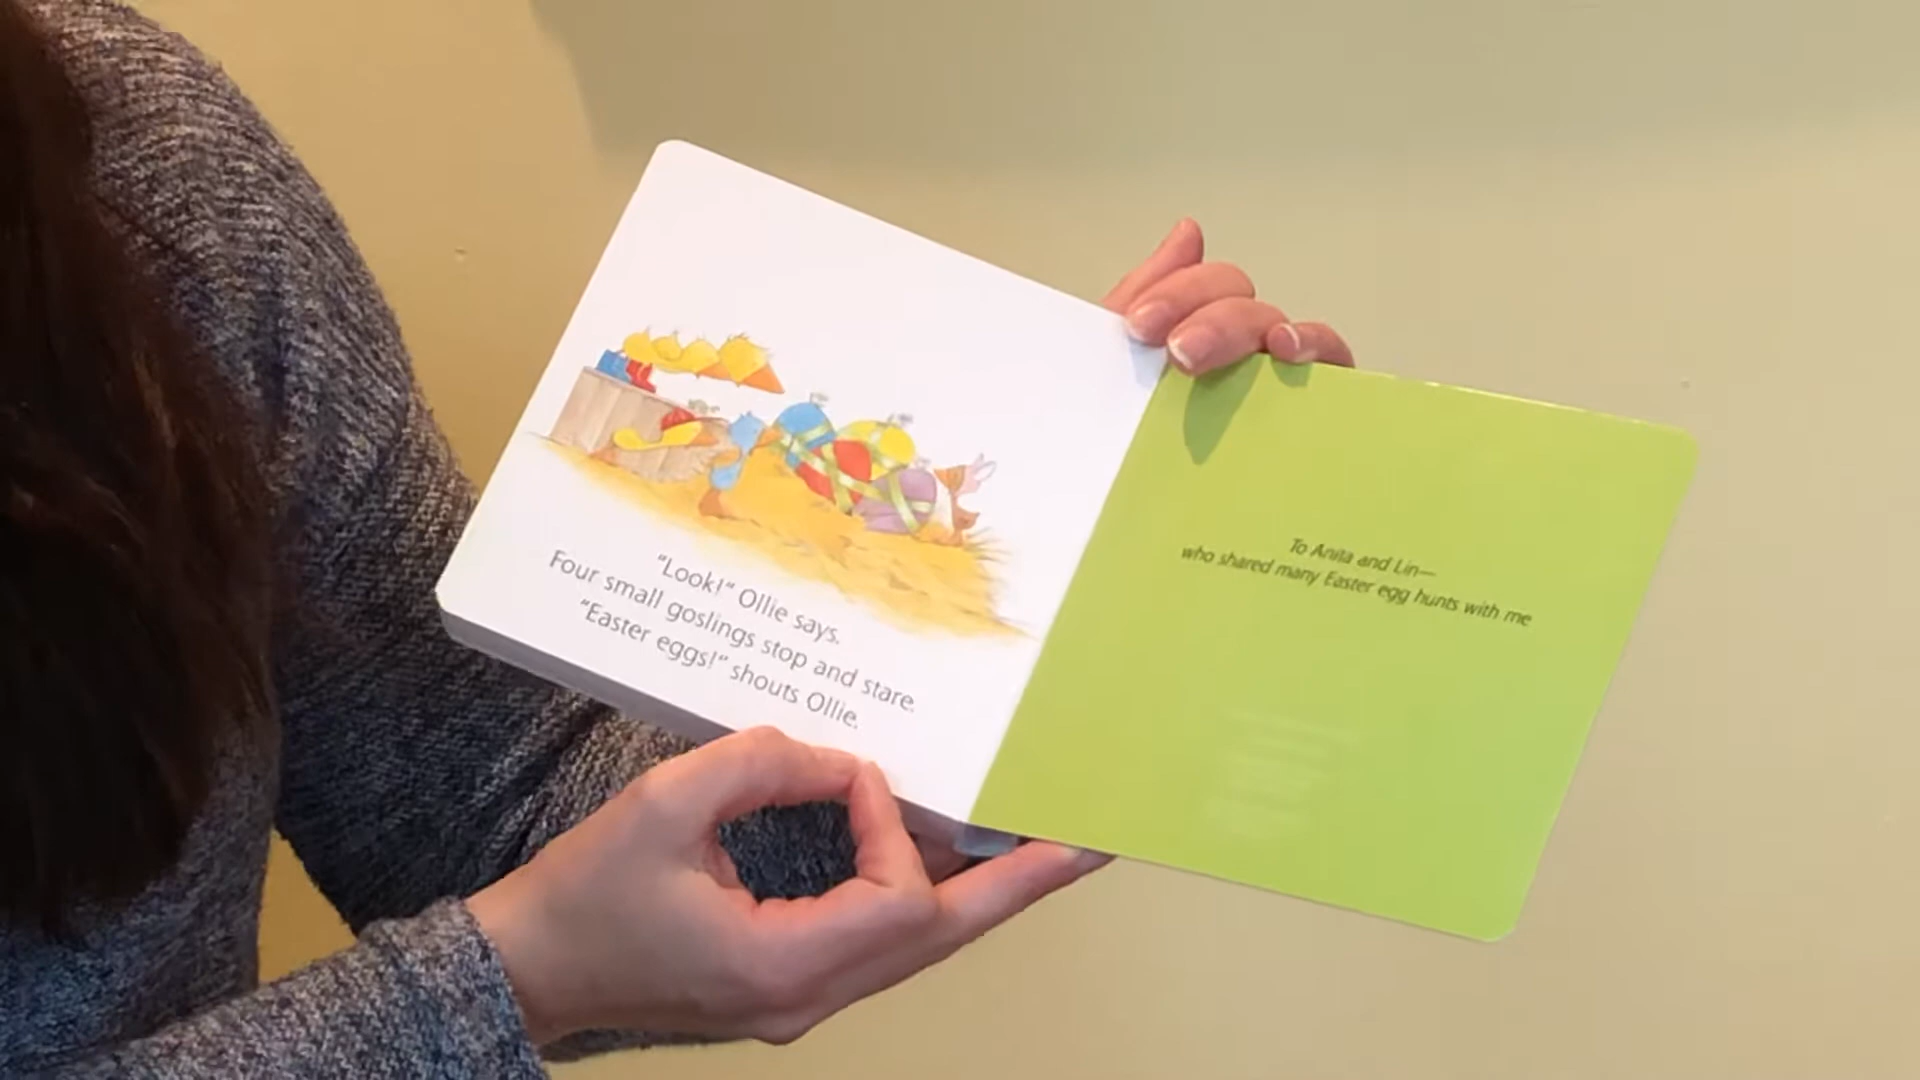 “Look!“ Ollie says.
Four small goslings stop and stare.
“Easter eggs!“ shouts Ollie.
To Anita and Lin—
who shared many Easter egg hunts with me